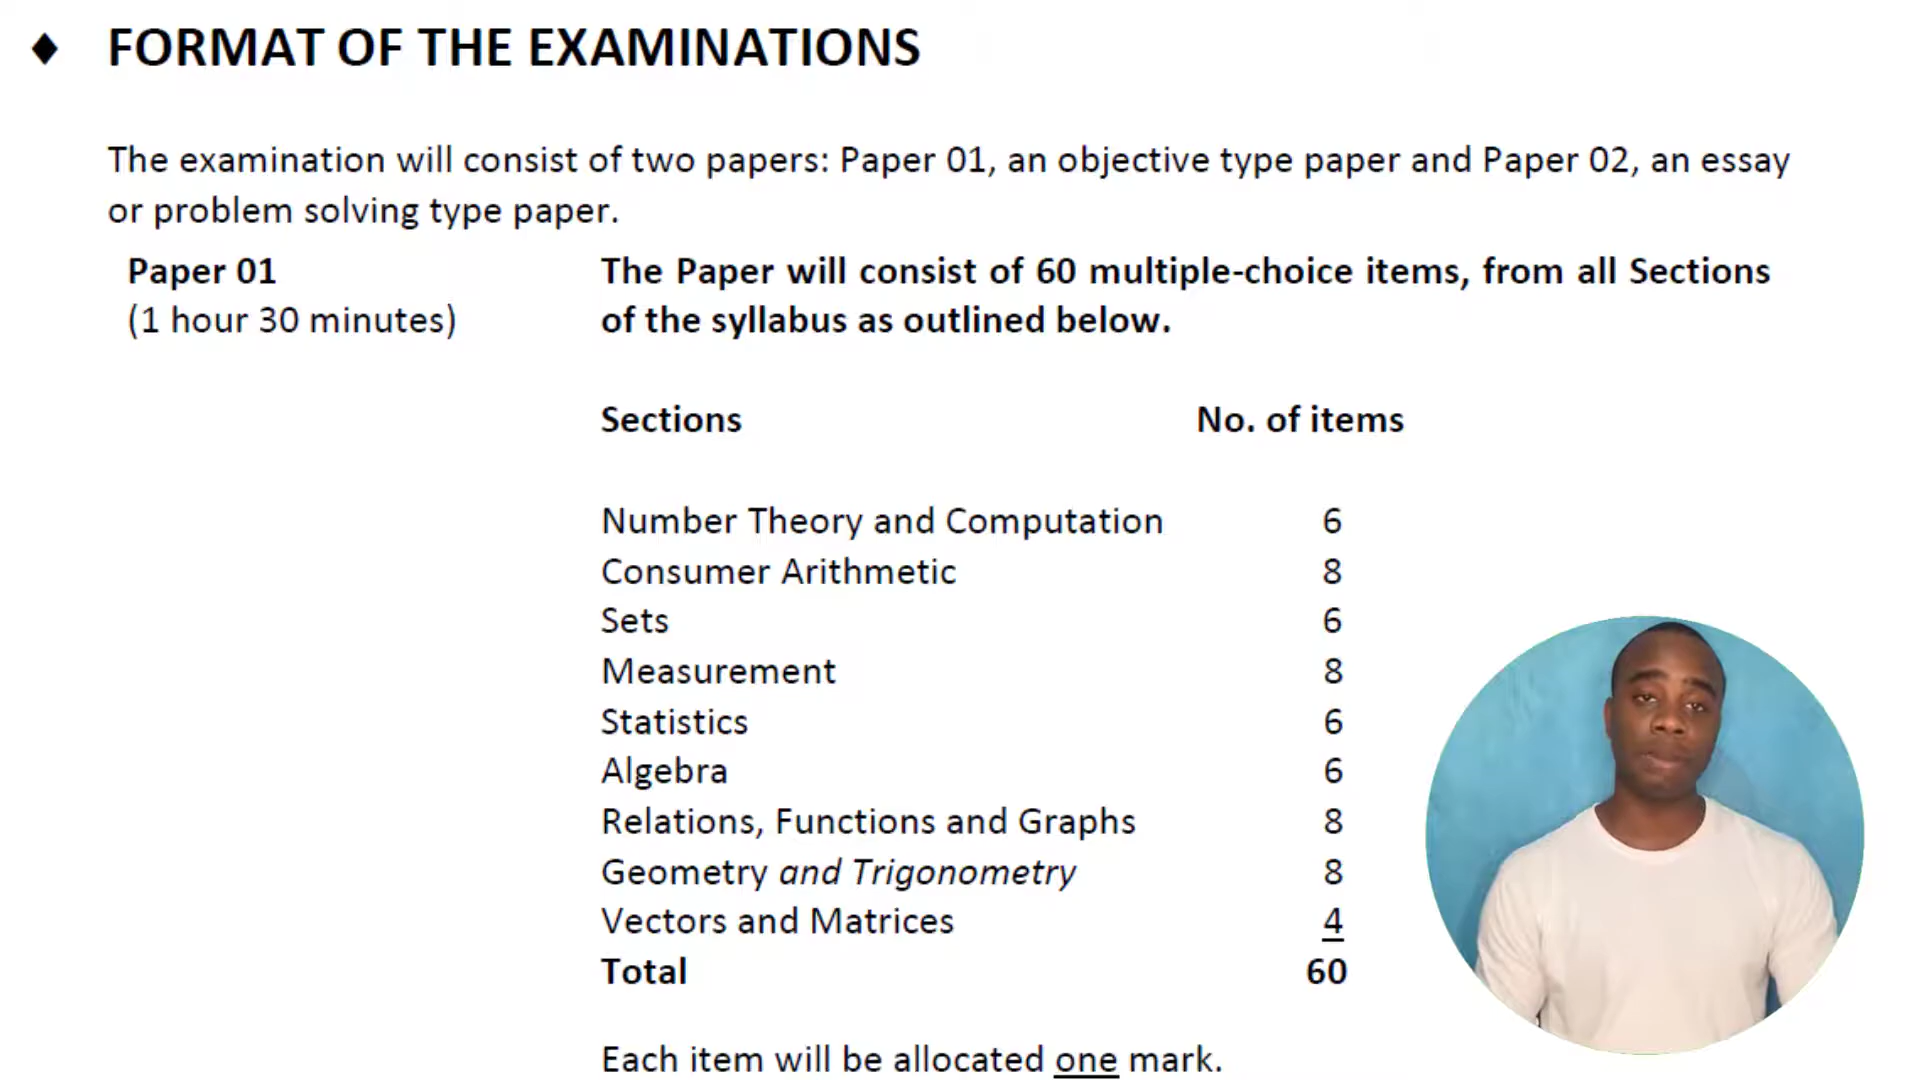 ♦ FORMAT OF THE EXAMINATIONS
The examination will consist of two papers: Paper 01, an objective type paper and Paper 02, an essay
or problem solving type paper.
Paper 01 The Paper will consist of 60 multiple-choice items, from all Sections
(1 hour 30 minutes) of the syllabus as outlined below.
Sections No. of items
Number Theory and Computation 6
Consumer Arithmetic 8
Sets 6
Measurement 8
Statistics 6
Algebra 6
Relations, Functions and Graphs 8
Geometry and Trigonometry 8
Vectors and Matrices 4
Total 60
Each item will be allocated one mark.